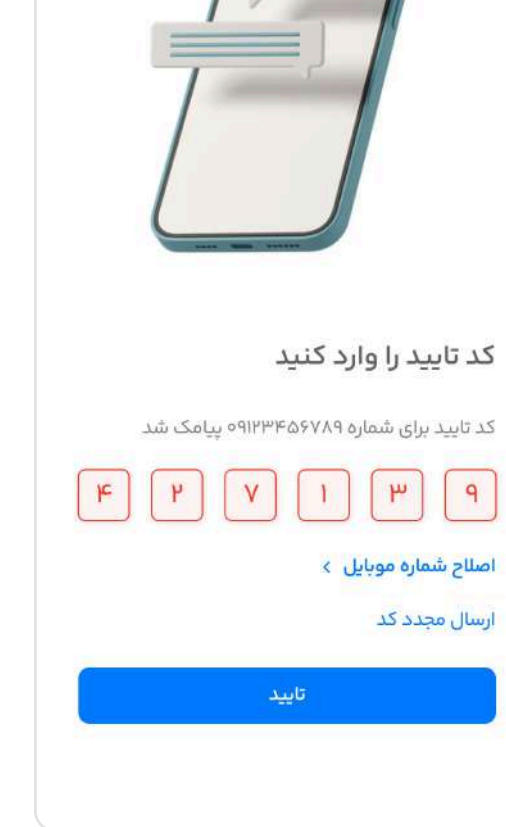 کد تایید را وارد کنید
کد تایید برای شماره ۰۹۱۲۳۴۵۶۷۸۹ پیامک شد
۴ ۲ ۷ ۱ ۳ ۹
اصلاح شماره موبایل >
ارسال مجدد کد
تایید